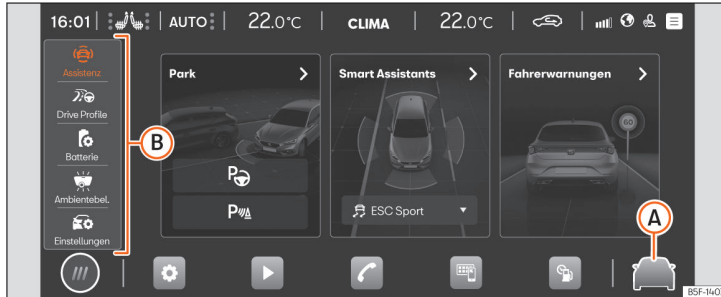 16:01 AUTO 22.0°C CLIMA 22.0°C
Assistenz
Drive Profile
Batterie
Ambientebel.
Einstellungen
B
Park
P
P
Smart Assistants
ESC Sport
Fahrerwarnungen
60
A
B5F-140